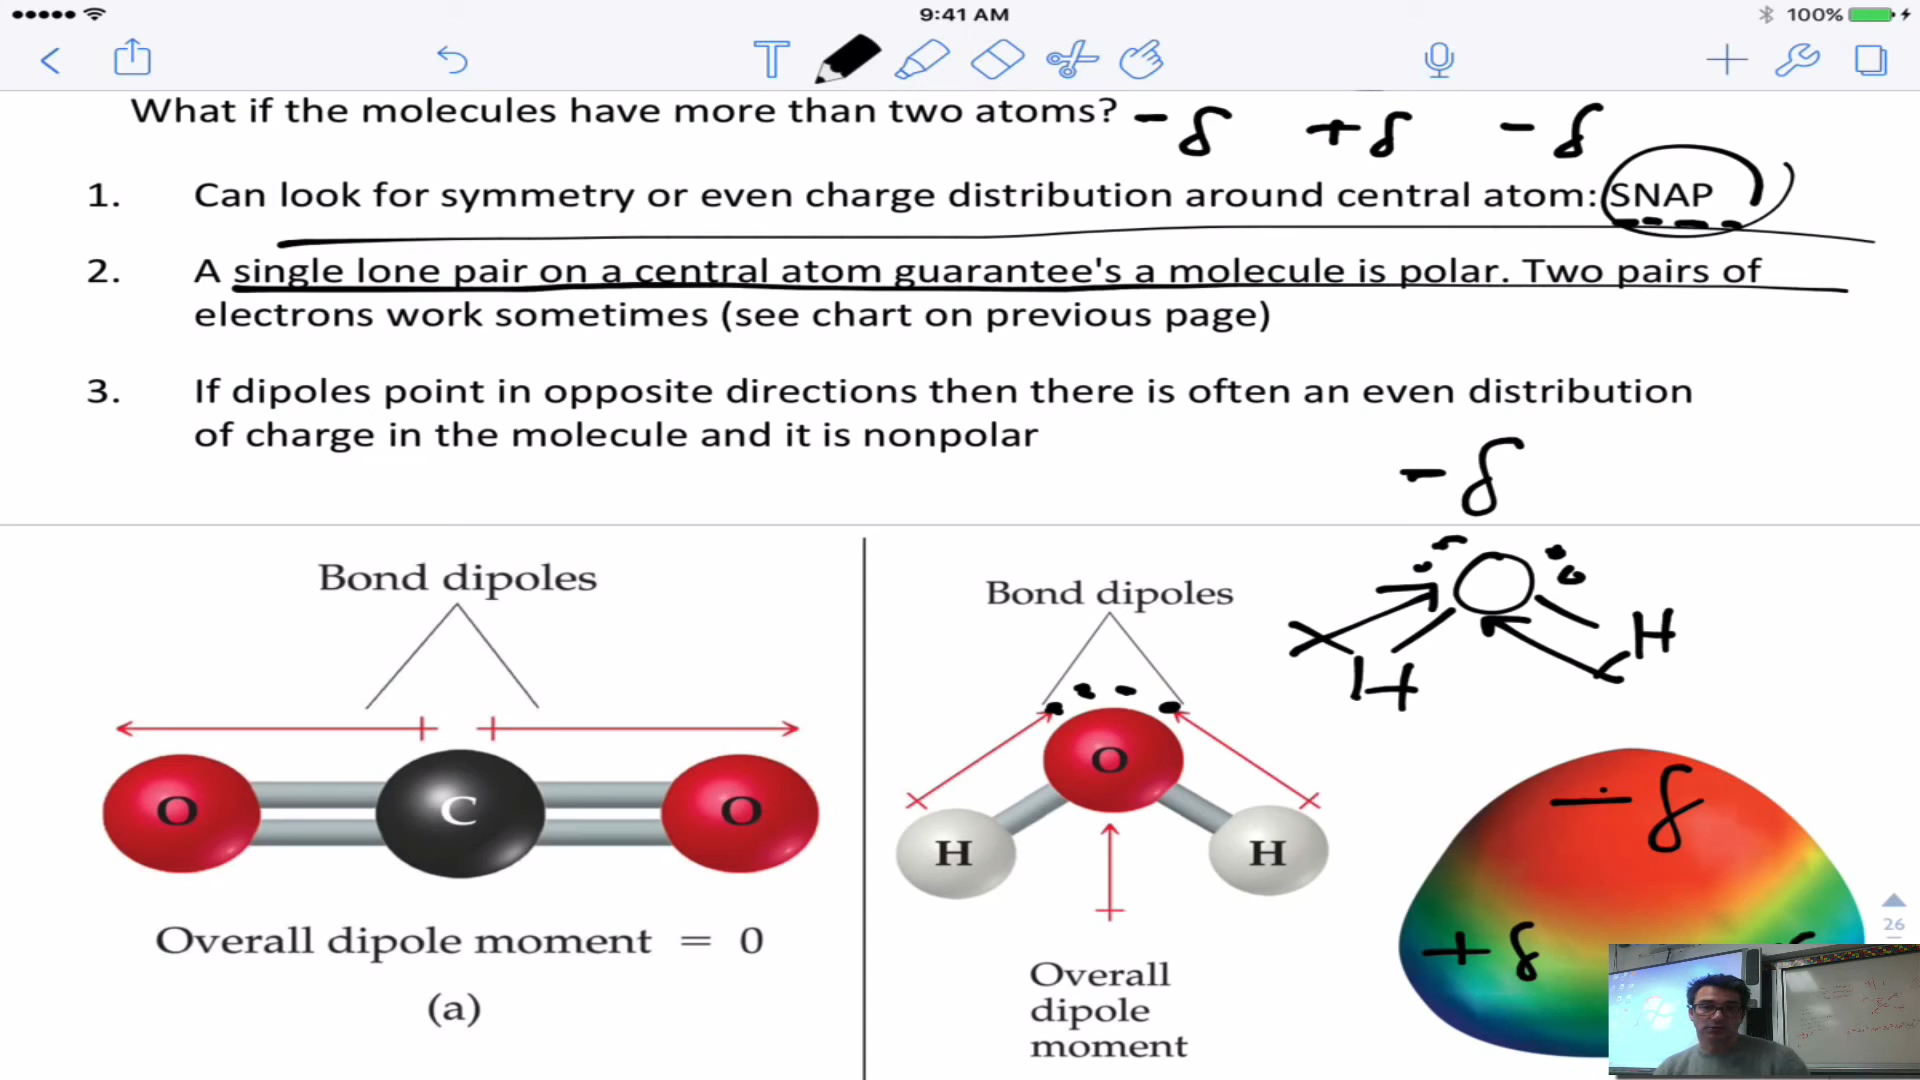 9:41 AM
100%
T
What if the molecules have more than two atoms? -δ +δ -δ
1. Can look for symmetry or even charge distribution around central atom: SNAP
2. A single lone pair on a central atom guarantee's a molecule is polar. Two pairs of
electrons work sometimes (see chart on previous page)
3. If dipoles point in opposite directions then there is often an even distribution
of charge in the molecule and it is nonpolar
-δ
Bond dipoles
O C O
Overall dipole moment = 0
(a)
Bond dipoles
O
H H
Overall
dipole
moment
O
H H
-δ
+δ
26